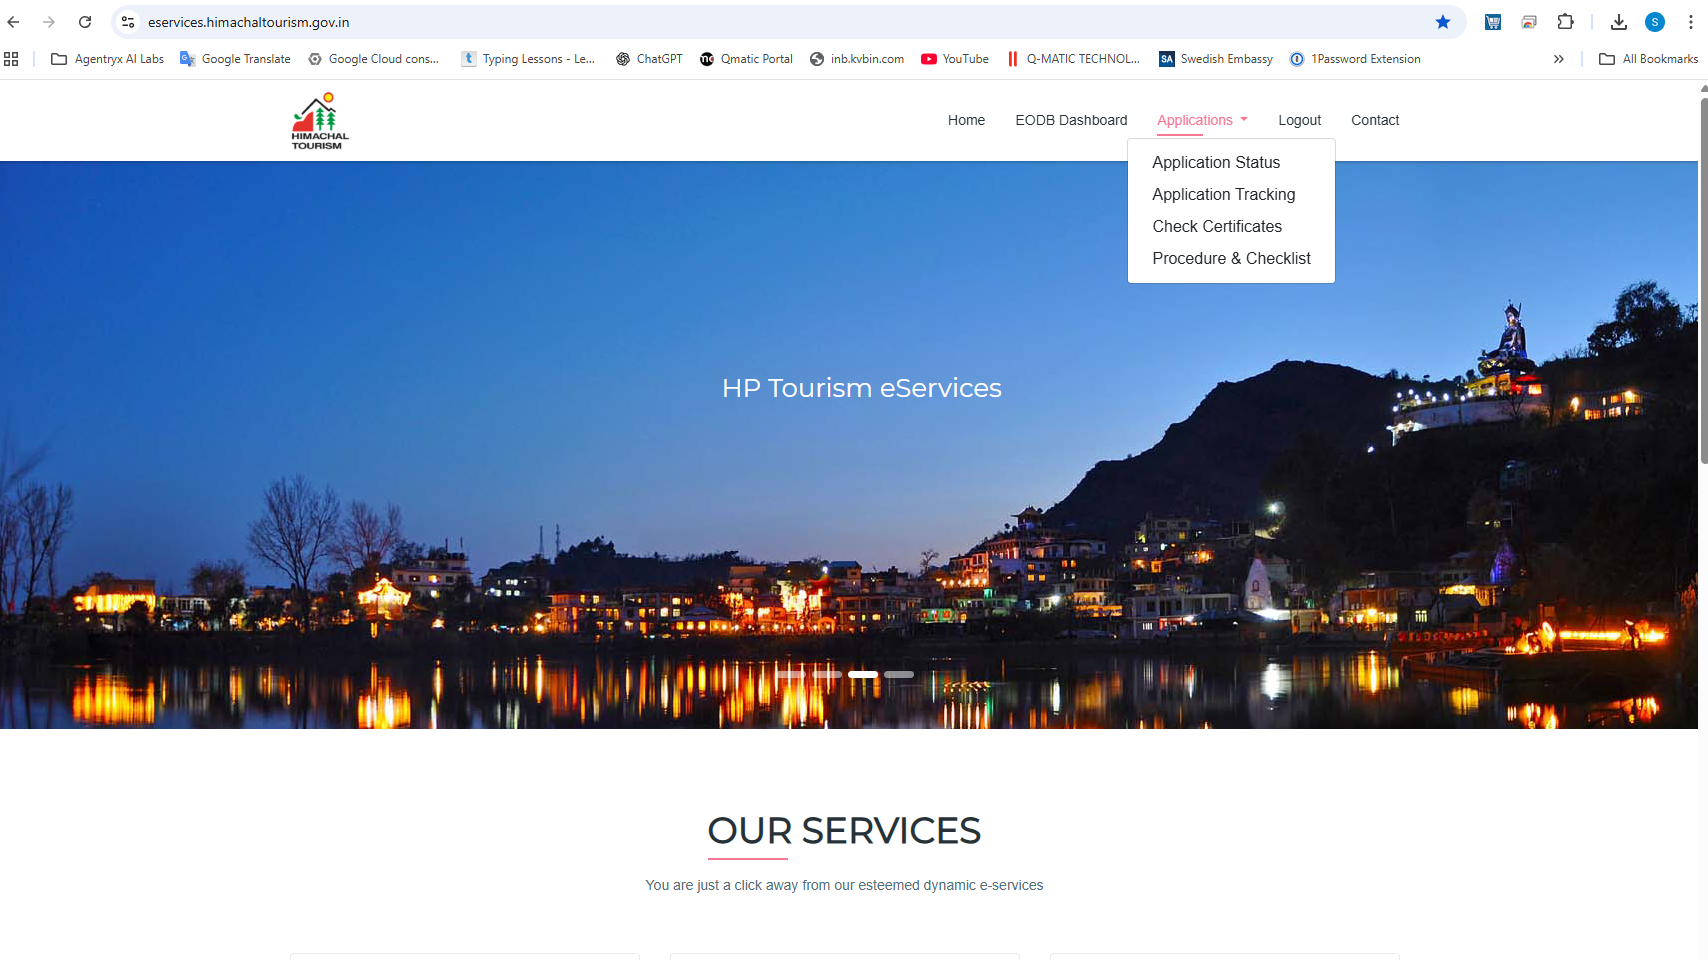 eservices.himachaltourism.gov.in
S
Agentryx AI Labs
Google Translate
Google Cloud cons...
Typing Lessons - Le...
ChatGPT
Qmatic Portal
inb.kvbin.com
YouTube
Q-MATIC TECHNOL...
SA
Swedish Embassy
1Password Extension
All Bookmarks
HIMACHAL
TOURISM
Home
EODB Dashboard
Applications
Logout
Contact
Application Status
Application Tracking
Check Certificates
Procedure & Checklist
HP Tourism eServices
OUR SERVICES
You are just a click away from our esteemed dynamic e-services